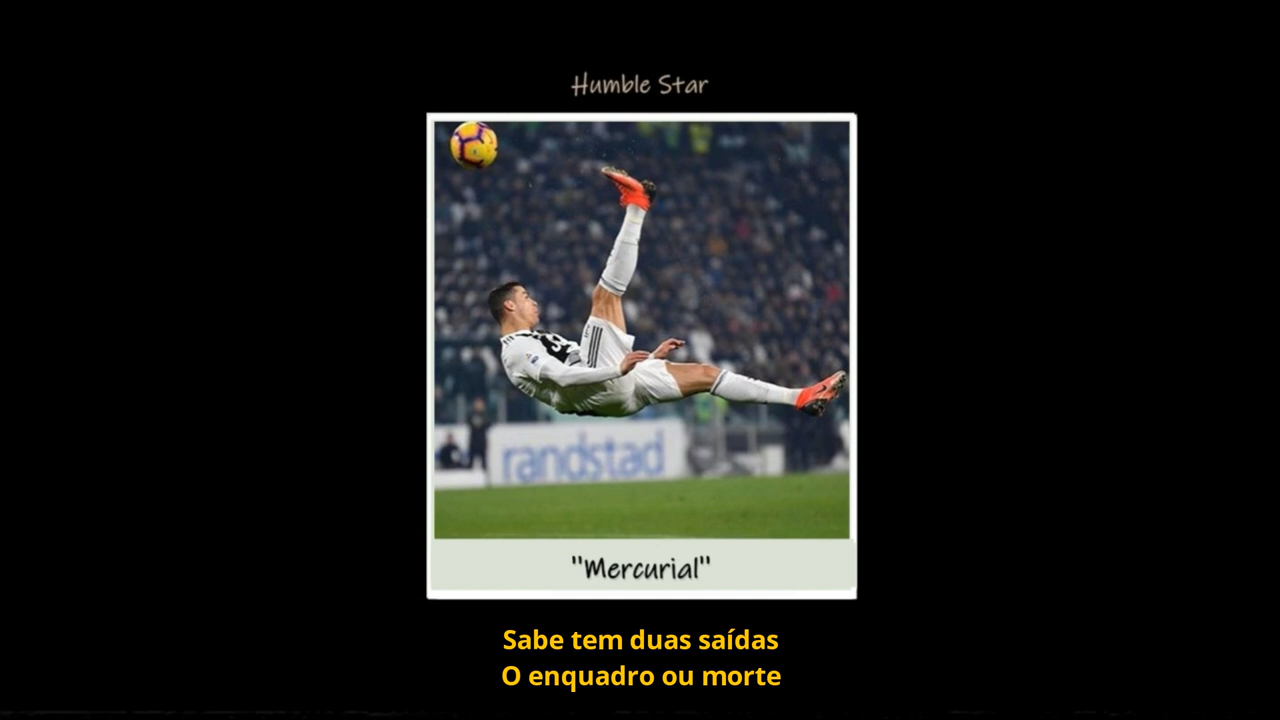 Humble Star
randstad
"Mercurial"
Sabe tem duas saídas
O enquadro ou morte